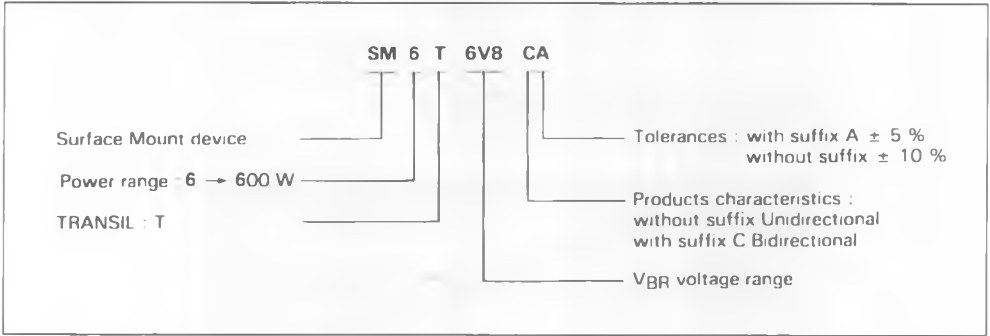 SM 6 T 6V8 CA
Surface Mount device
Power range 6 → 600 W
TRANSIL : T
Tolerances : with suffix A ± 5 %
without suffix ± 10 %
Products characteristics :
without suffix Unidirectional
with suffix C Bidirectional
VBR voltage range